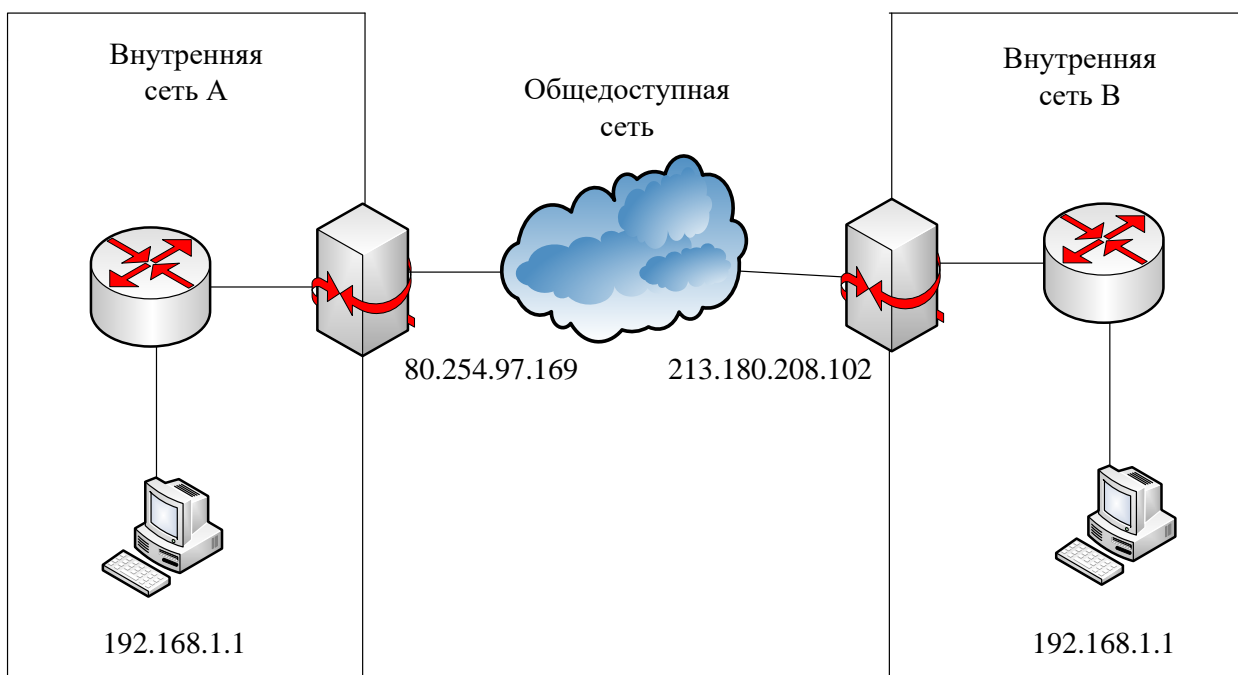 Внутренняя
сеть А
Общедоступная
сеть
Внутренняя
сеть В
80.254.97.169
213.180.208.102
192.168.1.1
192.168.1.1